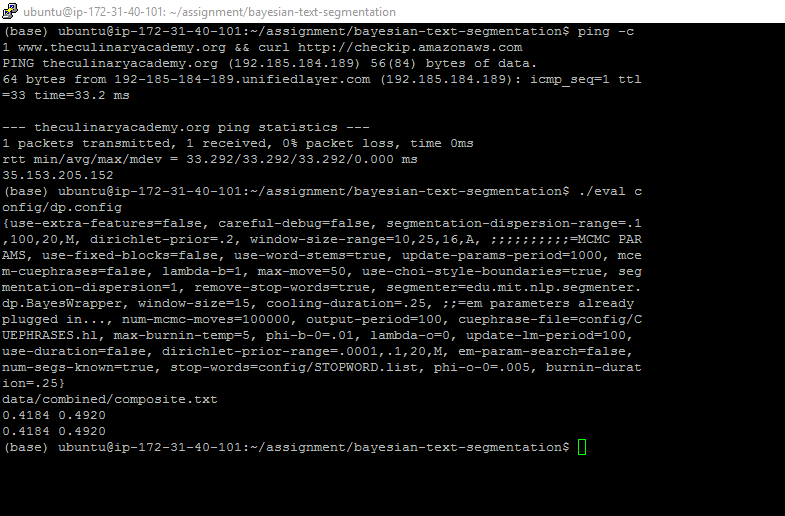 ubuntu@ip-172-31-40-101: ~/assignment/bayesian-text-segmentation
(base) ubuntu@ip-172-31-40-101:~/assignment/bayesian-text-segmentation$ ping -c
1 www.theculinaryacademy.org && curl http://checkip.amazonaws.com
PING theculinaryacademy.org (192.185.184.189) 56(84) bytes of data.
64 bytes from 192-185-184-189.unifiedlayer.com (192.185.184.189): icmp_seq=1 ttl
=33 time=33.2 ms

--- theculinaryacademy.org ping statistics ---
1 packets transmitted, 1 received, 0% packet loss, time 0ms
rtt min/avg/max/mdev = 33.292/33.292/33.292/0.000 ms
35.153.205.152
(base) ubuntu@ip-172-31-40-101:~/assignment/bayesian-text-segmentation$ ./eval c
onfig/dp.config
{use-extra-features=false, careful-debug=false, segmentation-dispersion-range=.1
,100,20,M, dirichlet-prior=.2, window-size-range=10,25,16,A, ;;;;;;;;;;=MCMC PAR
AMS, use-fixed-blocks=false, use-word-stems=true, update-params-period=1000, mce
m-cuephrases=false, lambda-b=1, max-move=50, use-choi-style-boundaries=true, seg
mentation-dispersion=1, remove-stop-words=true, segmenter=edu.mit.nlp.segmenter.
dp.BayesWrapper, window-size=15, cooling-duration=.25, ;;=em parameters already
plugged in..., num-mcmc-moves=100000, output-period=100, cuephrase-file=config/C
UEPHRASES.hl, max-burnin-temp=5, phi-b-0=.01, lambda-o=0, update-lm-period=100,
use-duration=false, dirichlet-prior-range=.0001,.1,20,M, em-param-search=false,
num-segs-known=true, stop-words=config/STOPWORD.list, phi-o-0=.005, burnin-durat
ion=.25}
data/combined/composite.txt
0.4184 0.4920
0.4184 0.4920
(base) ubuntu@ip-172-31-40-101:~/assignment/bayesian-text-segmentation$